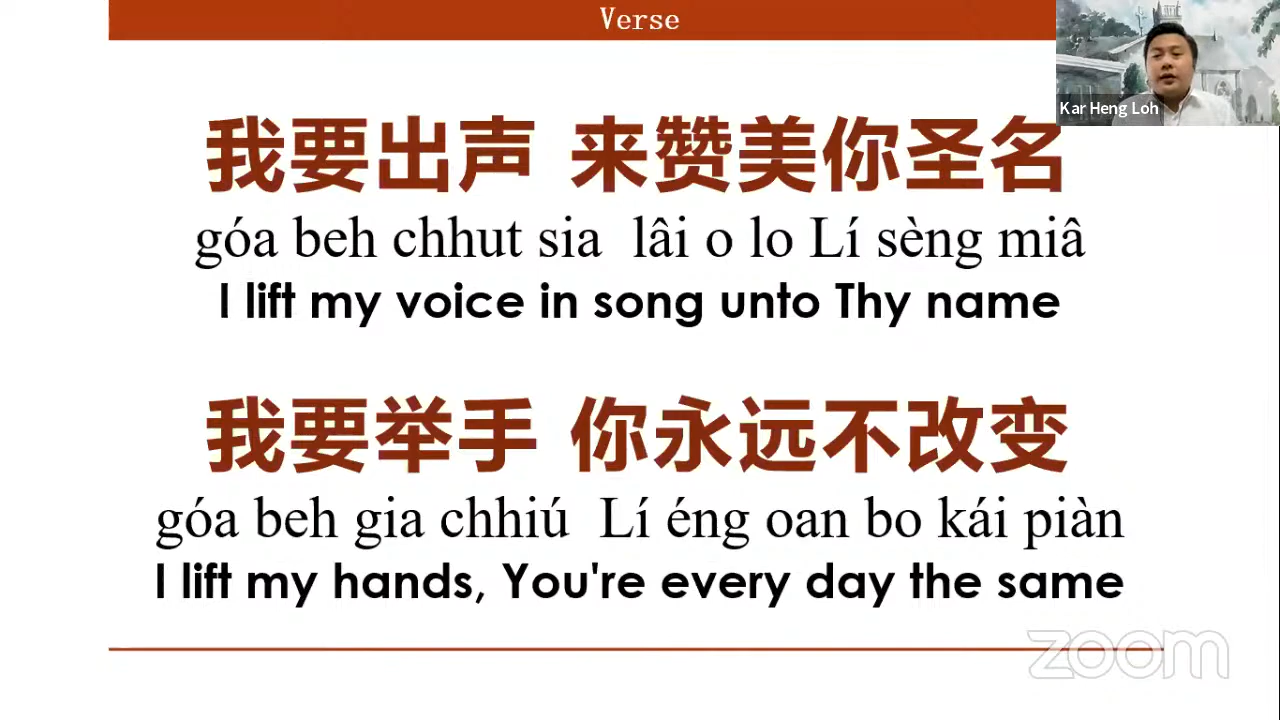 Verse
Kar Heng Loh
我要出声 来赞美你圣名
góa beh chhut sia lâi o lo Lí sèng miâ
I lift my voice in song unto Thy name
我要举手 你永远不改变
góa beh gia chhiú Lí éng oan bo kái piàn
I lift my hands, You're every day the same
zoom